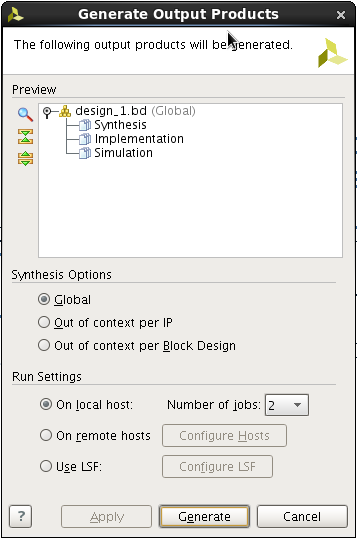 Generate Output Products
The following output products will be generated.
Preview
design_1.bd (Global)
Synthesis
Implementation
Simulation
Synthesis Options
Global
Out of context per IP
Out of context per Block Design
Run Settings
On local host: Number of jobs: 2
On remote hosts Configure Hosts
Use LSF: Configure LSF
? Apply Generate Cancel